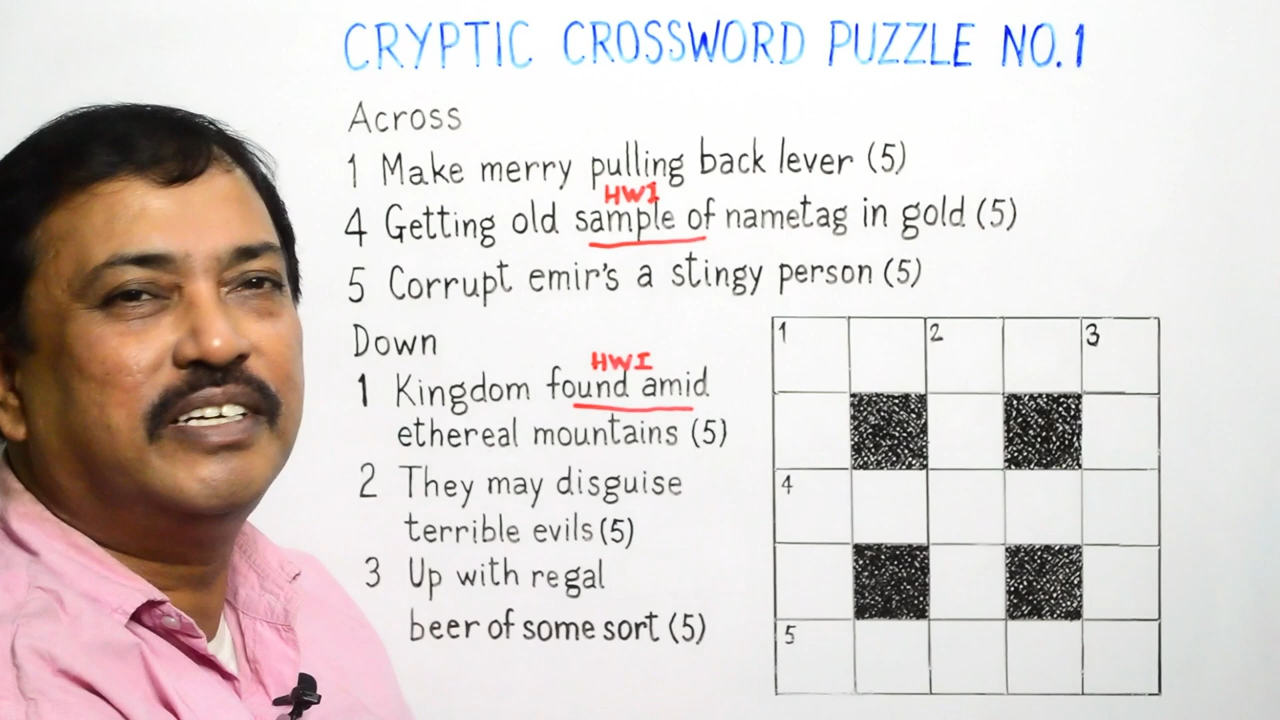 CRYPTIC CROSSWORD PUZZLE NO.1
Across
1 Make merry pulling back lever (5)
HWI
4 Getting old sample of nametag in gold (5)
5 Corrupt emir's a stingy person (5)
Down
HWI
1 Kingdom found amid
ethereal mountains (5)
2 They may disguise
terrible evils (5)
3 Up with regal
beer of some sort (5)
1 2 3
4
5